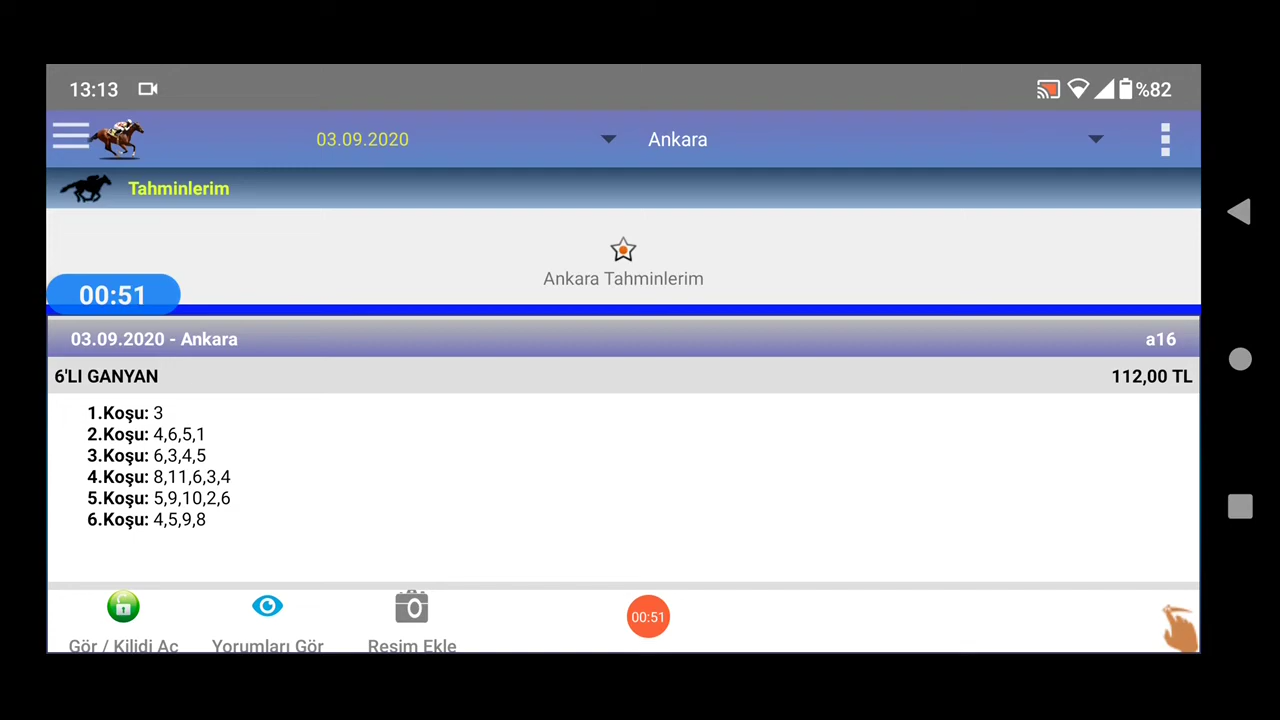 13:13
%82
03.09.2020
Ankara
Tahminlerim
Ankara Tahminlerim
00:51
03.09.2020 - Ankara
a16
6'LI GANYAN
112,00 TL
1.Koşu: 3
2.Koşu: 4,6,5,1
3.Koşu: 6,3,4,5
4.Koşu: 8,11,6,3,4
5.Koşu: 5,9,10,2,6
6.Koşu: 4,5,9,8
00:51
Gör / Kilidi Aç
Yorumları Gör
Resim Ekle